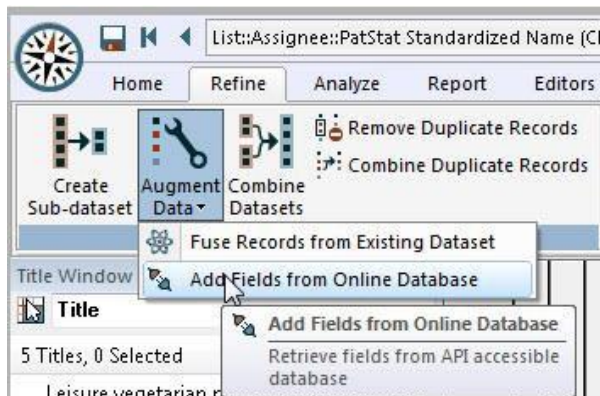 List::Assignee::PatStat Standardized Name (Cl
Home Refine Analyze Report Editors
Create
Sub-dataset
Augment
Data
Combine
Datasets
Remove Duplicate Records
Combine Duplicate Records
Fuse Records from Existing Dataset
Add Fields from Online Database
Title Window
Title
Add Fields from Online Database
Retrieve fields from API accessible
database
5 Titles, 0 Selected
Leisure vegetarian